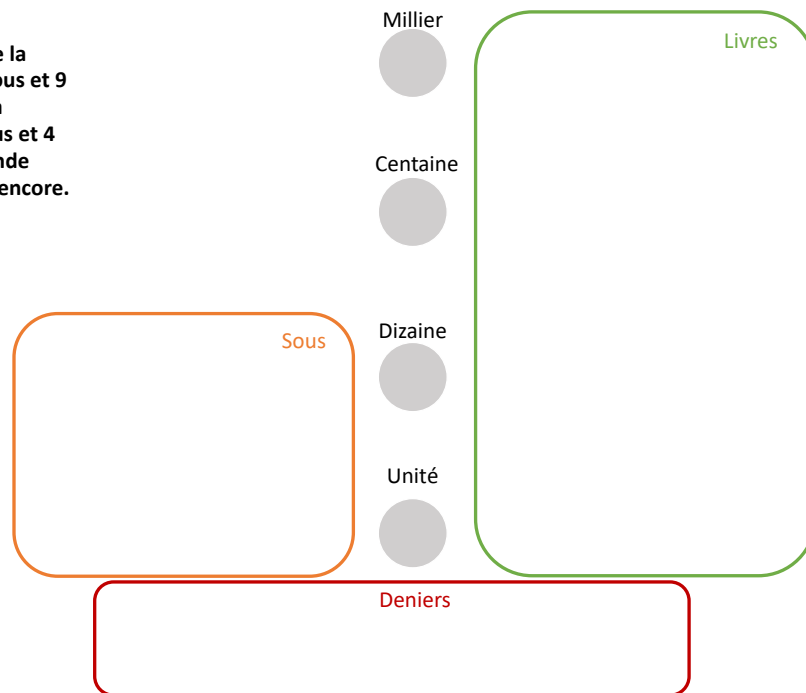 Millier
Livres
e la
ous et 9
us et 4
nde
encore.
Centaine
Sous
Dizaine
Unité
Deniers